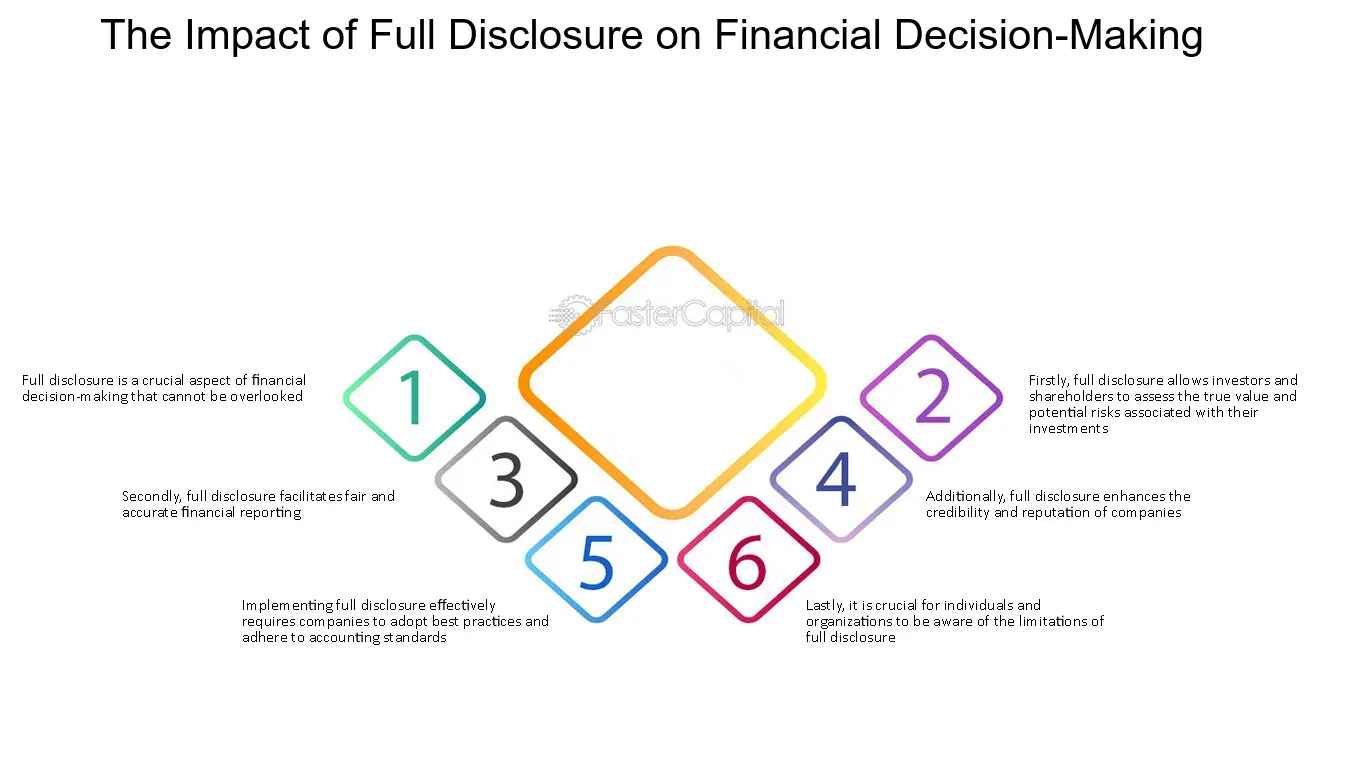 The Impact of Full Disclosure on Financial Decision-Making
FasterCapital
1
Full disclosure is a crucial aspect of financial
decision-making that cannot be overlooked
2
Firstly, full disclosure allows investors and
shareholders to assess the true value and
potential risks associated with their
investments
3
Secondly, full disclosure facilitates fair and
accurate financial reporting
4
Additionally, full disclosure enhances the
credibility and reputation of companies
5
Implementing full disclosure effectively
requires companies to adopt best practices and
adhere to accounting standards
6
Lastly, it is crucial for individuals and
organizations to be aware of the limitations of
full disclosure